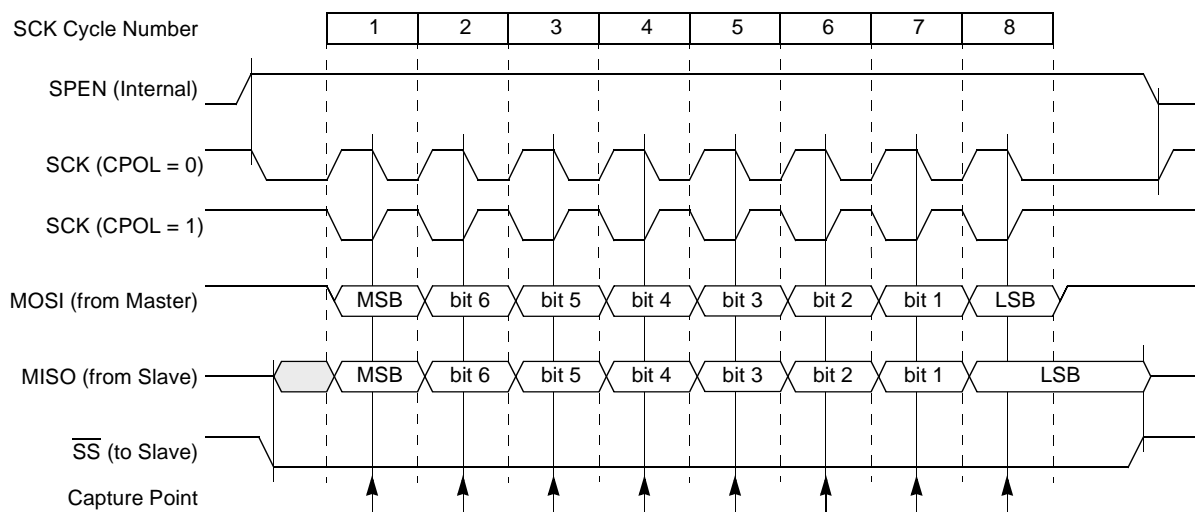 SCK Cycle Number 1 2 3 4 5 6 7 8
SPEN (Internal)
SCK (CPOL = 0)
SCK (CPOL = 1)
MOSI (from Master) MSB bit 6 bit 5 bit 4 bit 3 bit 2 bit 1 LSB
MISO (from Slave) MSB bit 6 bit 5 bit 4 bit 3 bit 2 bit 1 LSB
S̅S̅ (to Slave)
Capture Point